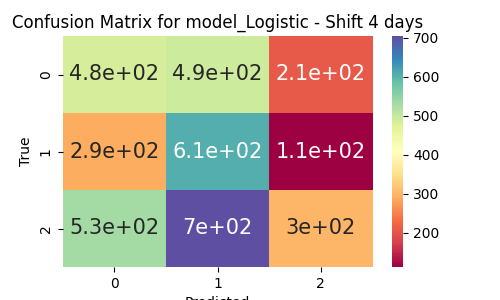 Confusion Matrix for model_Logistic - Shift 4 days
0 4.8e+02 4.9e+02 2.1e+02
1 2.9e+02 6.1e+02 1.1e+02
2 5.3e+02 7e+02 3e+02
True
0 1 2
Predicted
700
600
500
400
300
200